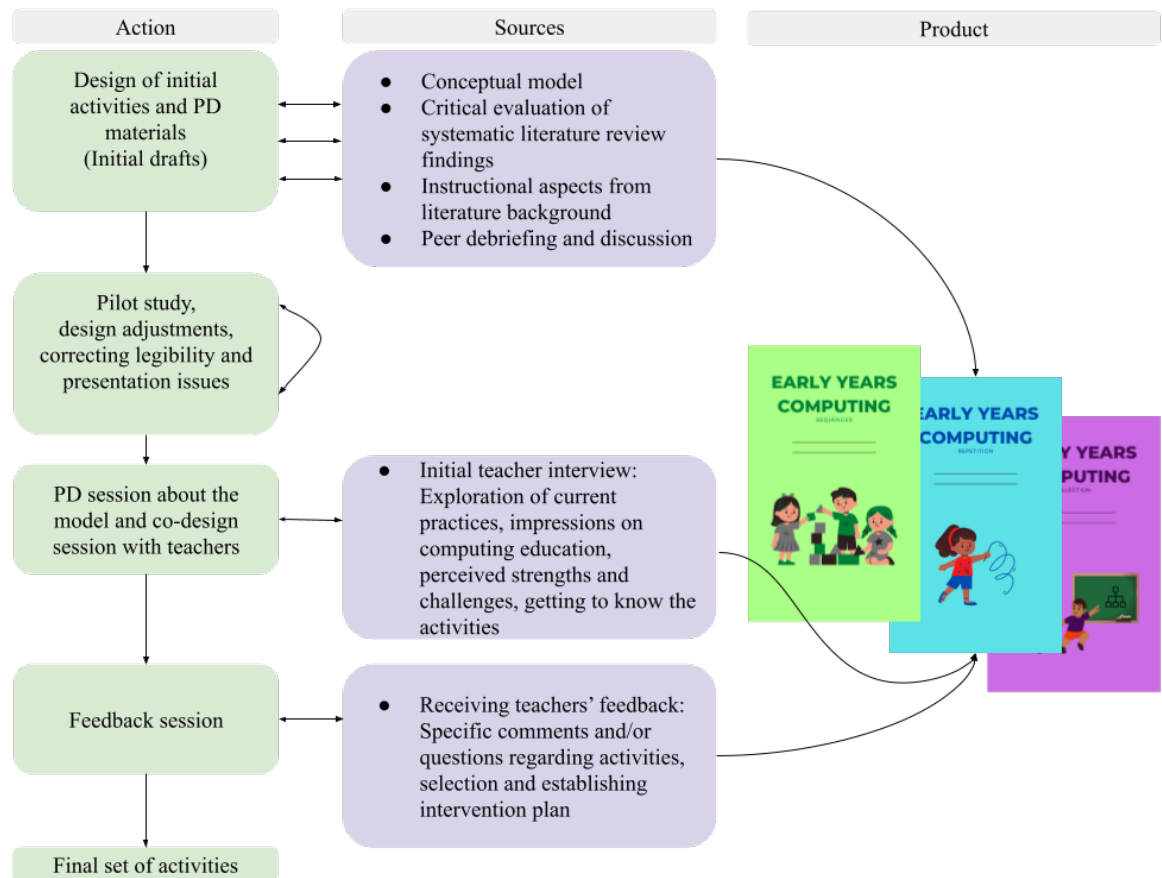 Action
Sources
Product
Design of initial
activities and PD
materials
(Initial drafts)
● Conceptual model
● Critical evaluation of
systematic literature review
findings
● Instructional aspects from
literature background
● Peer debriefing and discussion
Pilot study,
design adjustments,
correcting legibility and
presentation issues
PD session about the
model and co-design
session with teachers
● Initial teacher interview:
Exploration of current
practices, impressions on
computing education,
perceived strengths and
challenges, getting to know the
activities
Feedback session
● Receiving teachers’ feedback:
Specific comments and/or
questions regarding activities,
selection and establishing
intervention plan
Final set of activities
EARLY YEARS
COMPUTING
SEQUENCES
EARLY YEARS
COMPUTING
REPETITION
Y YEARS
PUTING
LECTION